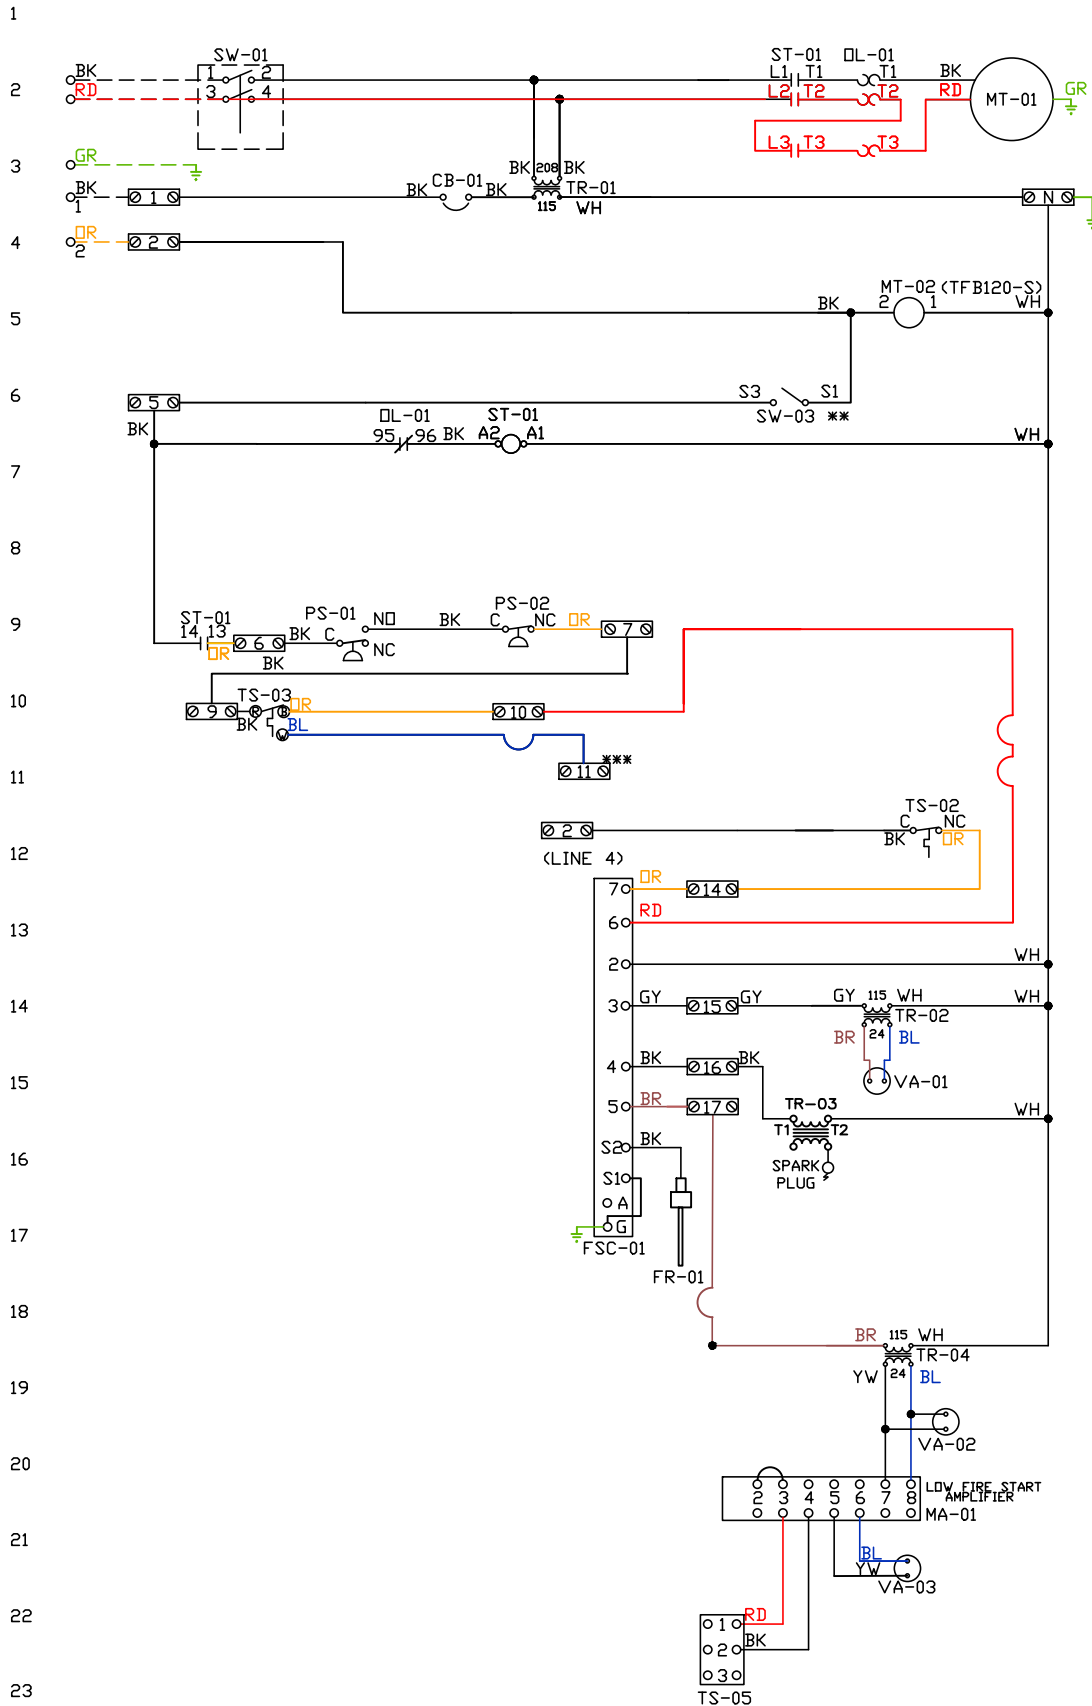 1
SW-01 ST-01 OL-01
BK 1 2 L1 T1 T1 BK
2 RD 3 4 L2 T2 T2 RD MT-01 GR
L3 T3 T3
3 GR
BK 208 BK
BK 1 1 BK CB-01 BK 115 TR-01 WH N
4 OR 2 2
MT-02 (TFB120-S)
5 BK 2 1 WH
6 5 S3 S1
SW-03 **
BK OL-01 ST-01
95 96 BK A2 A1 WH
7
8
9 ST-01 PS-01 NO BK PS-02 C NC OR 7
14 13 OR 6 BK C NC
BK
10 TS-03
9 BK R B OR 10
W BL
11 11 ***
TS-02
2 C NC
BK OR
12 (LINE 4)
7 OR 14
13 6 RD
2 WH
14 3 GY 15 GY GY 115 WH WH
TR-02
BR 24 BL
15 4 BK 16 BK VA-01
5 BR 17 TR-03 WH
T1 T2
16 S2 BK
SPARK
PLUG
S1
A
17 G
FSC-01
FR-01
18
BR 115 WH
TR-04
19 YW 24 BL
VA-02
20
2 3 4 5 6 7 8
LOW FIRE START
AMPLIFIER
MA-01
21
BL
YW
VA-03
22 1 RD
2 BK
3
23 TS-05